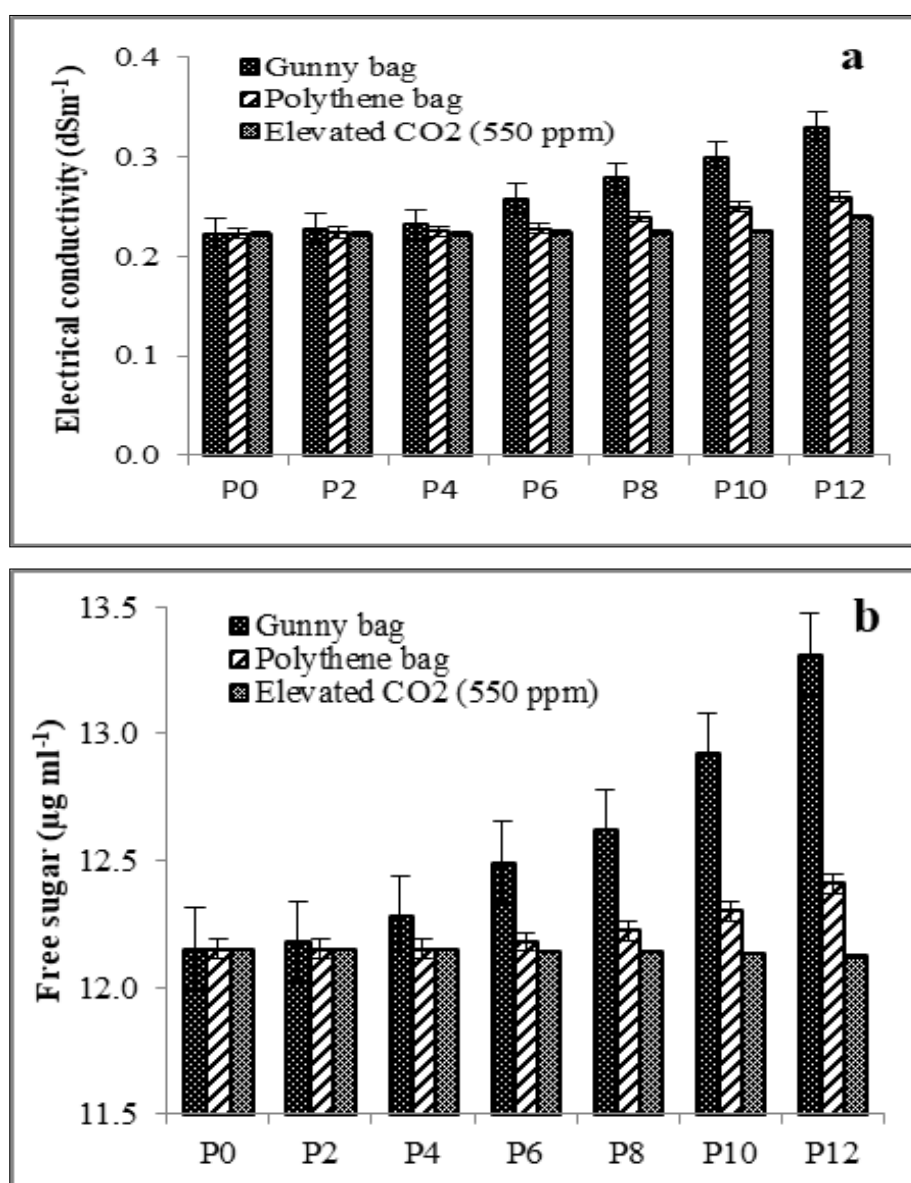 a
Gunny bag
Polythene bag
Elevated CO2 (550 ppm)
Electrical conductivity (dSm⁻¹)
0.4
0.3
0.2
0.1
0.0
P0 P2 P4 P6 P8 P10 P12
b
Gunny bag
Polythene bag
Elevated CO2 (550 ppm)
Free sugar (µg ml⁻¹)
13.5
13.0
12.5
12.0
11.5
P0 P2 P4 P6 P8 P10 P12